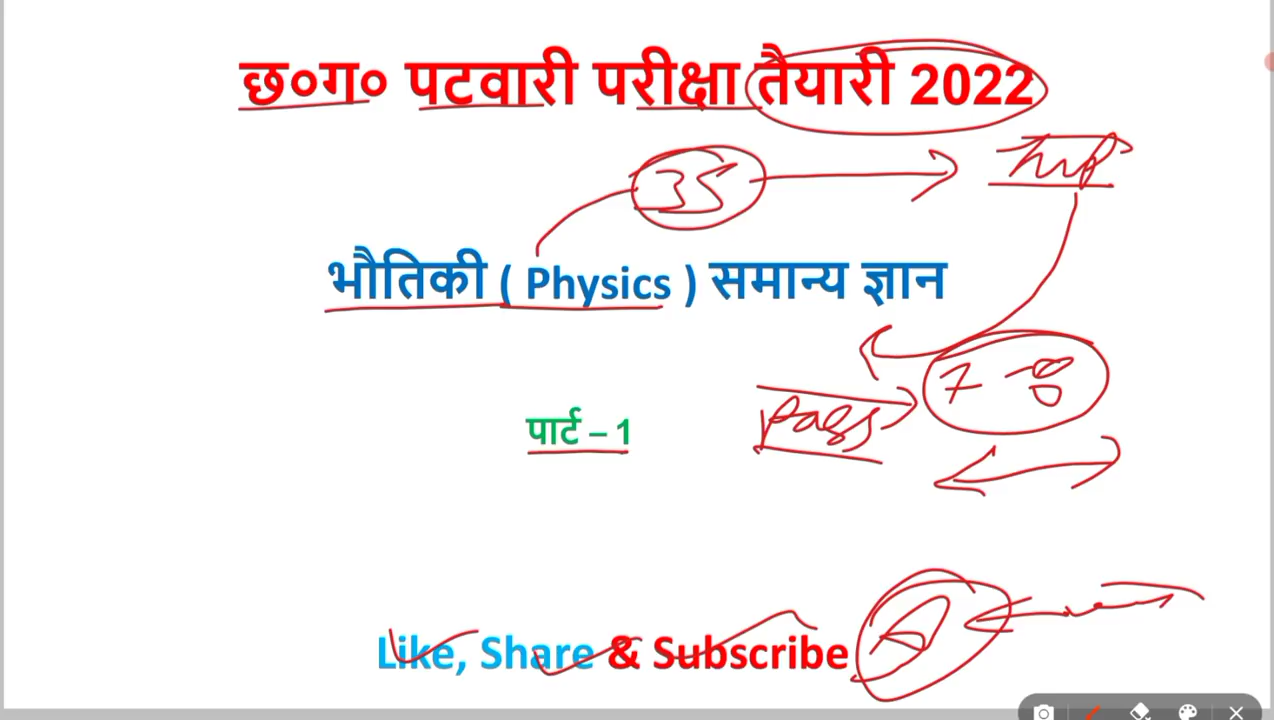 छ०ग० पटवारी परीक्षा तैयारी 2022
35
भौतिकी ( Physics ) समान्य ज्ञान
7 - 8
पार्ट – 1
Pass
Like, Share & Subscribe